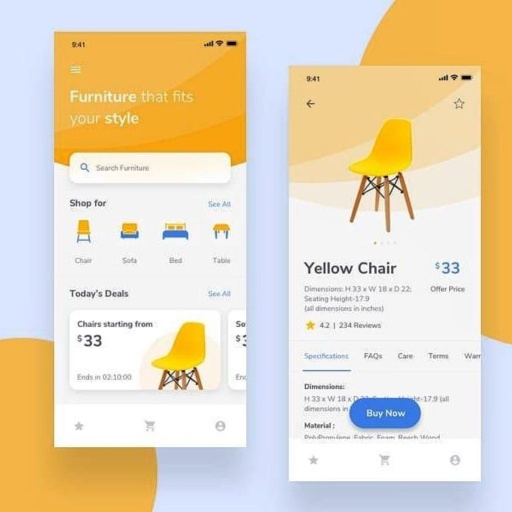 9:41
Furniture that fits
your style
Search Furniture
Shop for
See All
Chair
Sofa
Bed
Table
Today's Deals
See All
Chairs starting from
$33
Ends in 02:10:00
So
$
En
9:41
Yellow Chair
$33
Dimensions: H 33 x W 18 x D 22;
Seating Height-17.9
(all dimensions in inches)
Offer Price
4.2 | 234 Reviews
Specifications
FAQs
Care
Terms
Warr
Dimensions:
H 33 x W 18 x D 22; Seating Height-17.9 (all
dimensions in
Buy Now
Material :
PolyPropylene, Fabric, Foam, Beech Wood